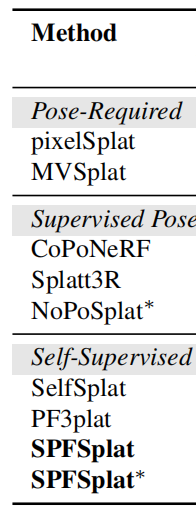 Method
Pose-Required
pixelSplat
MVSplat
Supervised Pose
CoPoNeRF
Splatt3R
NoPoSplat*
Self-Supervised
SelfSplat
PF3plat
SPFSplat
SPFSplat*